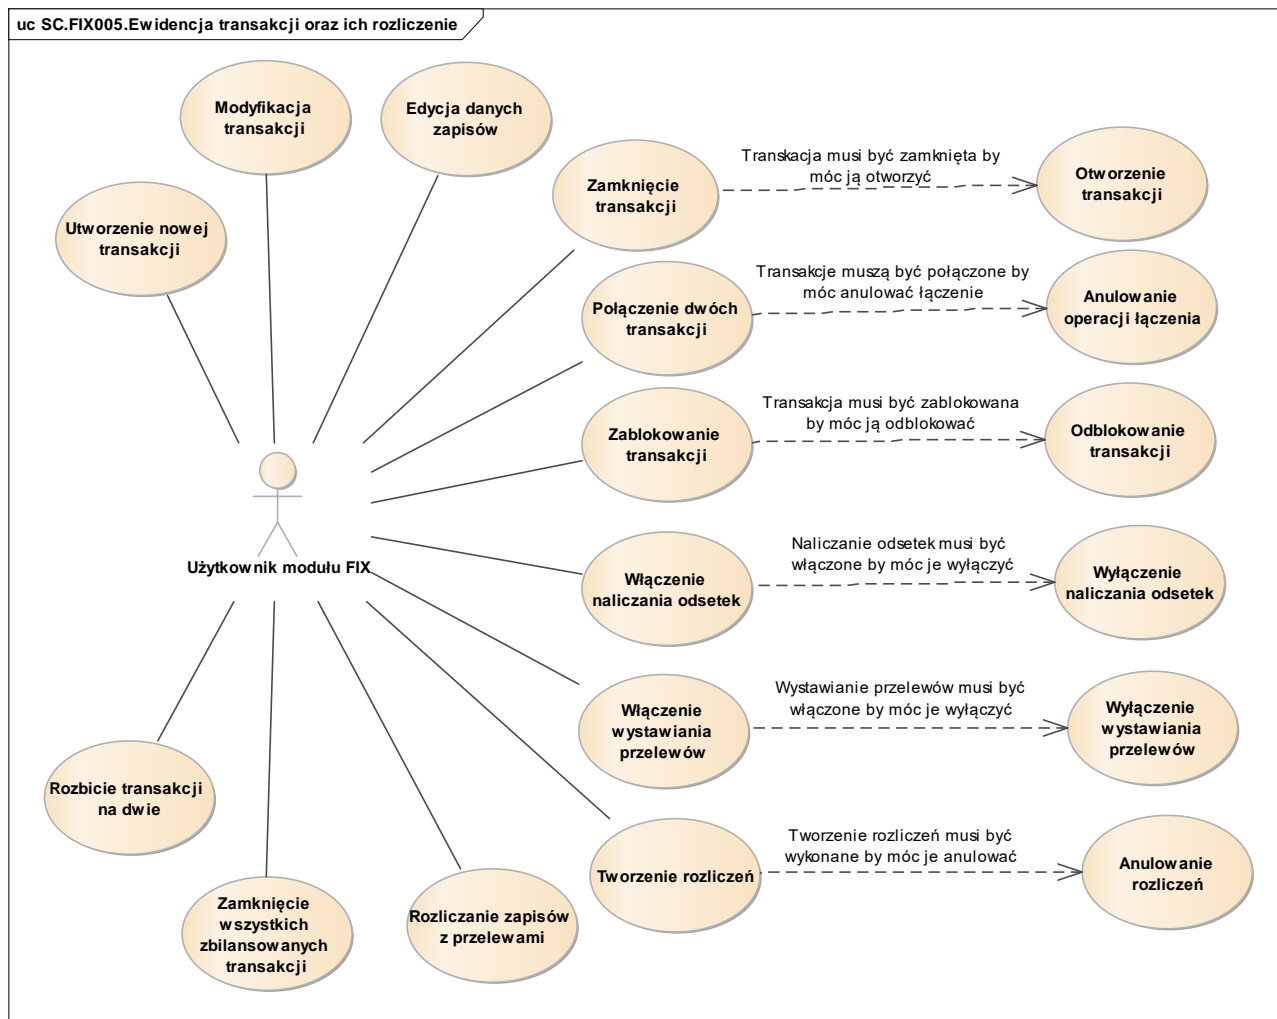 uc SC.FIX005.Ewidencja transakcji oraz ich rozliczenie
Modyfikacja
transakcji
Edycja danych
zapisów
Utworzenie nowej
transakcji
Zamknięcie
transakcji
Transkacja musi być zamknięta by
móc ją otworzyć
Otworzenie
transakcji
Połączenie dwóch
transakcji
Transakcje muszą być połączone by
móc anulować łączenie
Anulowanie
operacji łączenia
Zablokowanie
transakcji
Transakcja musi być zablokowana
by móc ją odblokować
Odblokowanie
transakcji
Użytkownik modułu FIX
Włączenie
naliczania odsetek
Naliczanie odsetek musi być
włączone by móc je wyłączyć
Wyłączenie
naliczania odsetek
Włączenie
wystawiania
przelewów
Wystawianie przelewów musi być
włączone by móc je wyłączyć
Wyłączenie
wystawiania
przelewów
Rozbicie transakcji
na dwie
Zamknięcie
wszystkich
zbilansowanych
transakcji
Rozliczanie zapisów
z przelewami
Tworzenie rozliczeń
Tworzenie rozliczeń musi być
wykonane by móc je anulować
Anulowanie
rozliczeń